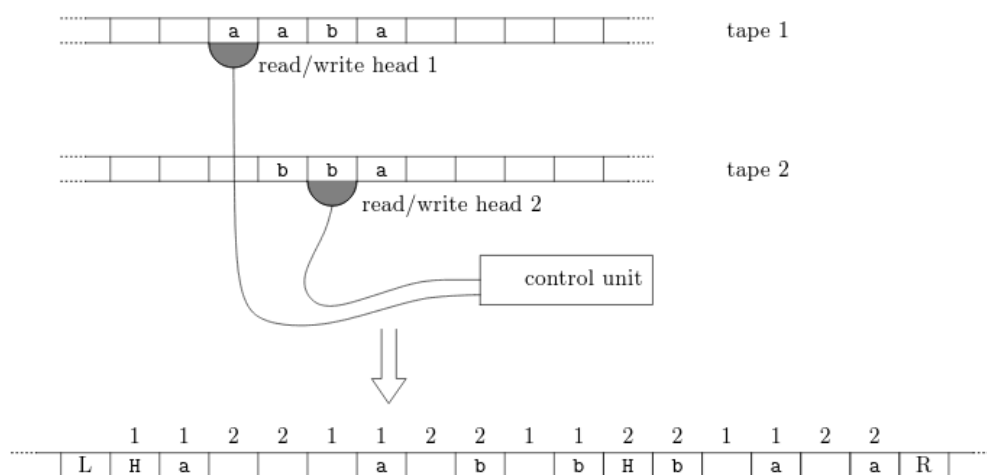 a a b a tape 1
read/write head 1
b b a tape 2
read/write head 2
control unit
1 1 2 2 1 1 2 2 1 1 2 2 1 1 2 2
L H a a b b H b a a R